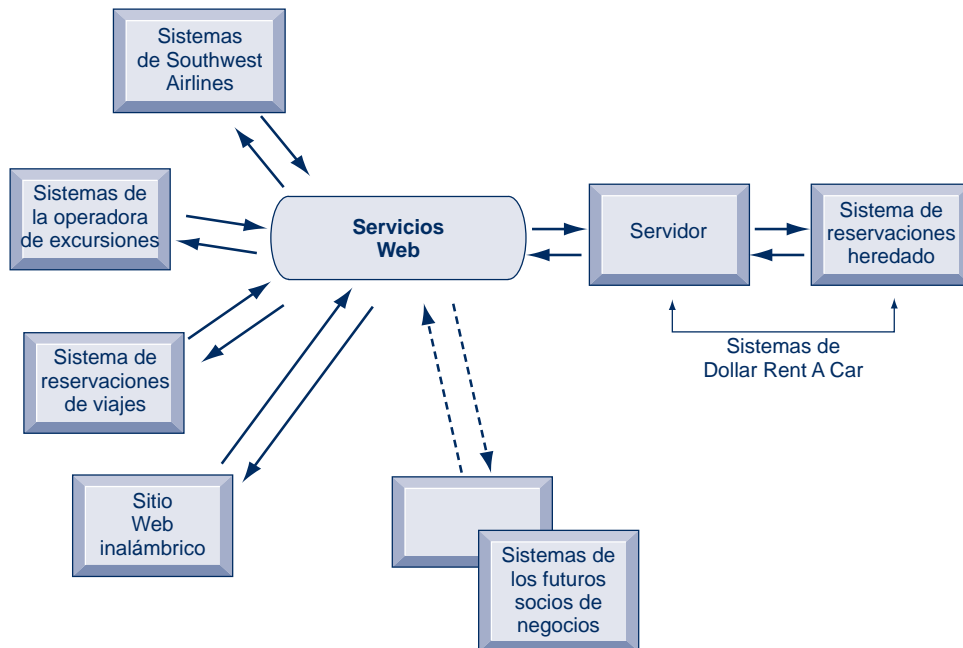 Sistemas
de Southwest
Airlines
Sistemas de
la operadora
de excursiones
Servicios
Web
Servidor
Sistema de
reservaciones
heredado
Sistemas de
Dollar Rent A Car
Sistema de
reservaciones
de viajes
Sitio
Web
inalámbrico
Sistemas de
los futuros
socios de
negocios